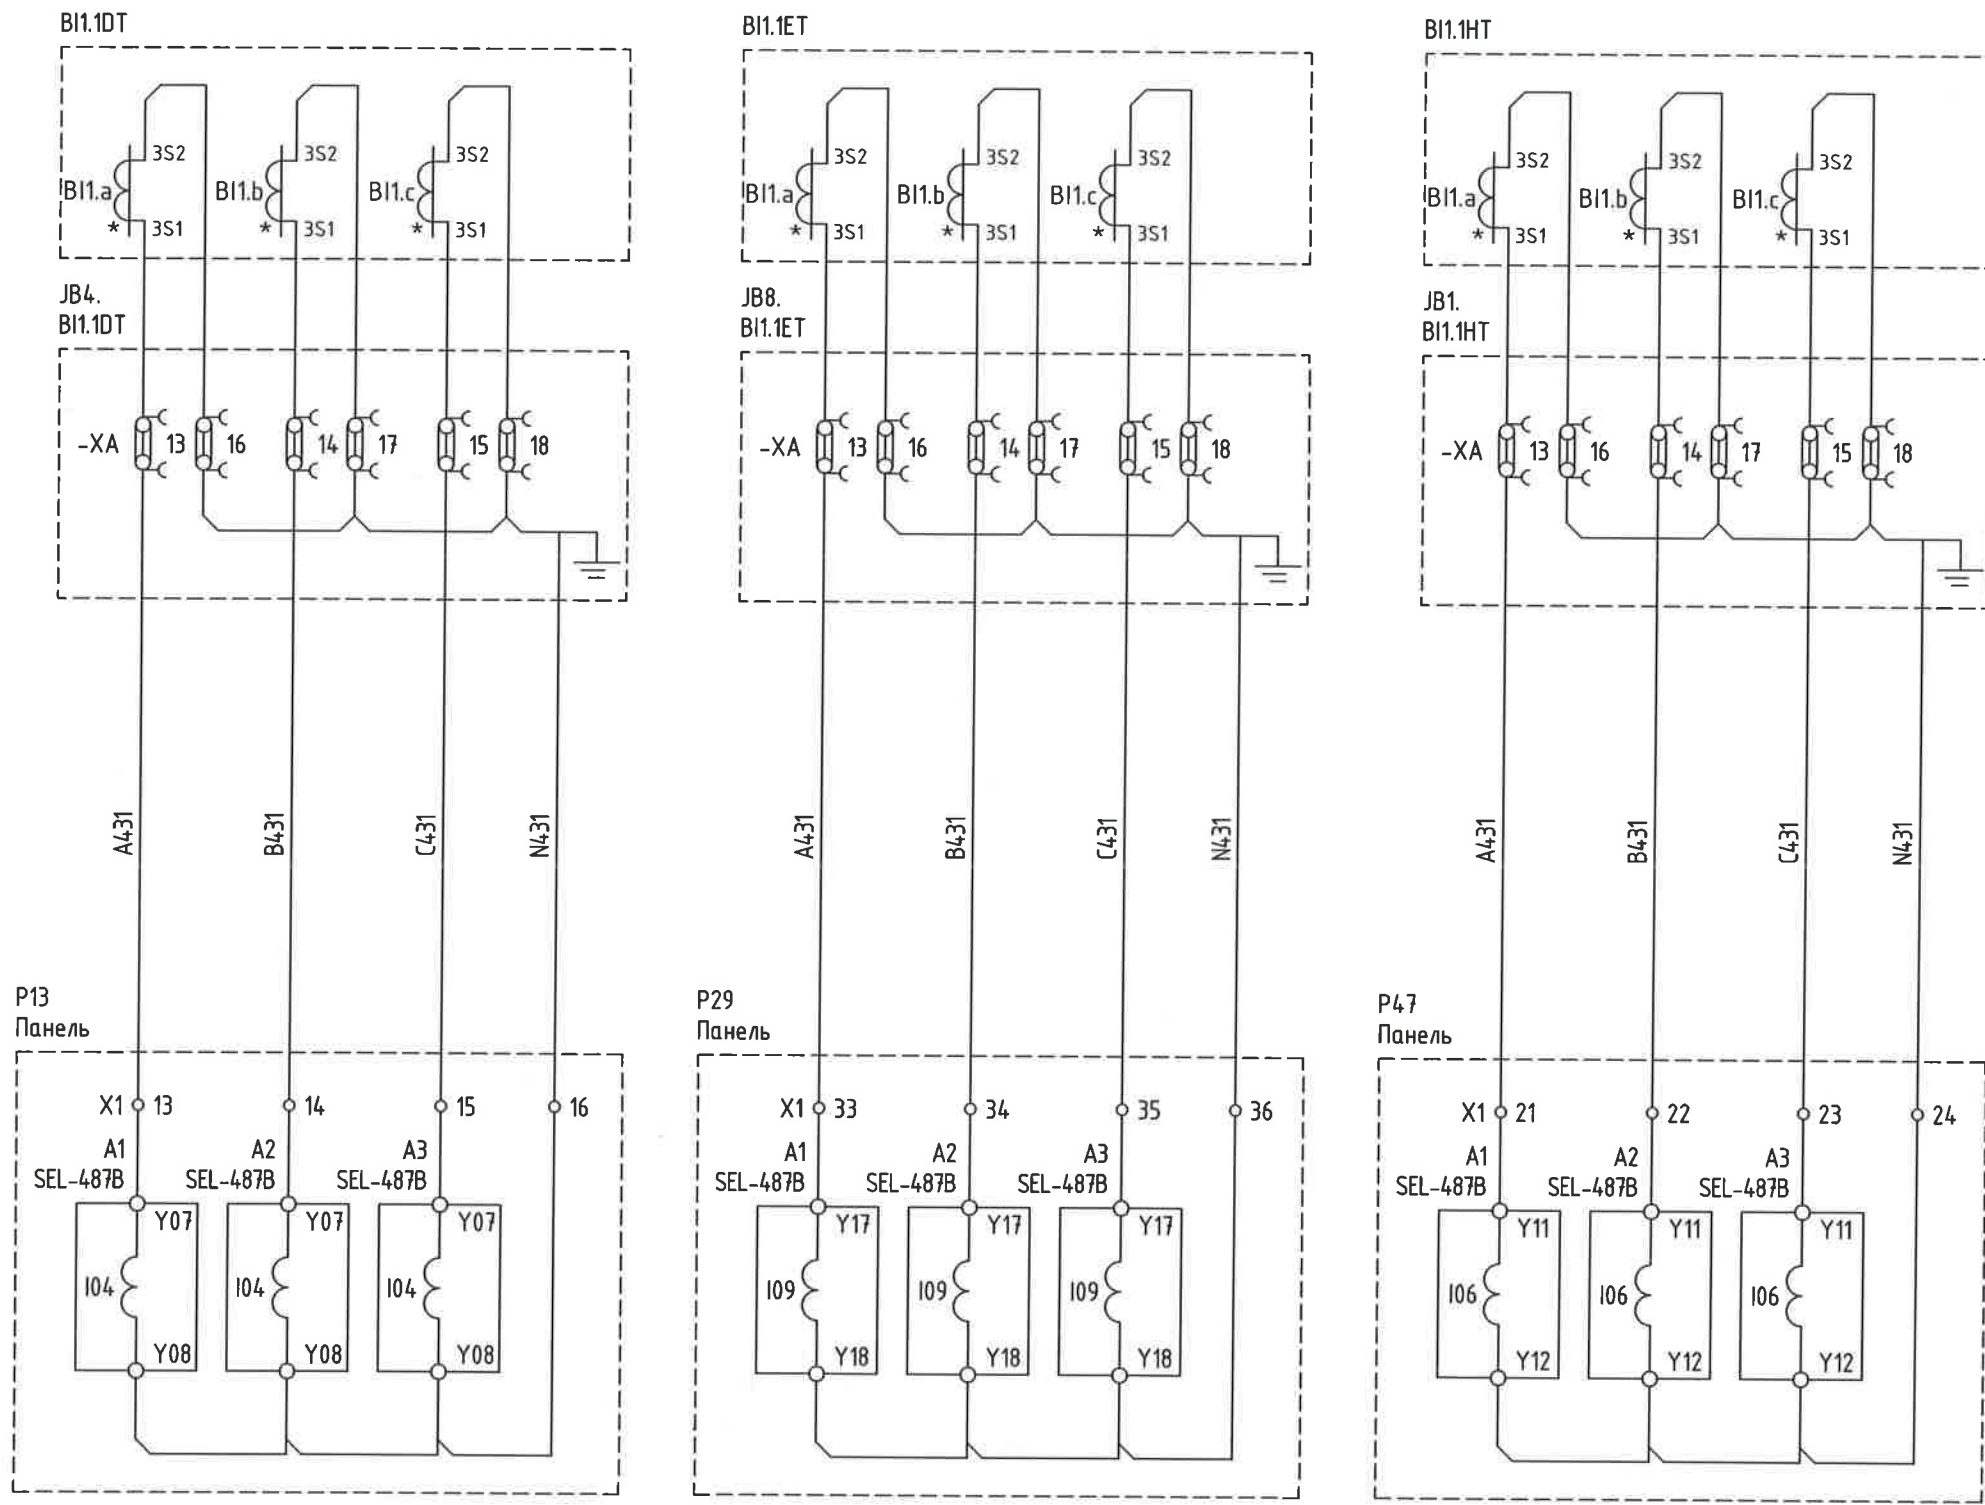 BI1.1DT
3S2
3S2
3S2
BI1.a
BI1.b
BI1.c
* 3S1
* 3S1
* 3S1
JB4.
BI1.1DT
-XA 13 16 14 17 15 18
A431
B431
C431
N431
P13
Панель
X1 13 14 15 16
A1
SEL-487B
A2
SEL-487B
A3
SEL-487B
Y07
Y07
Y07
I04
I04
I04
Y08
Y08
Y08
BI1.1ET
3S2
3S2
3S2
BI1.a
BI1.b
BI1.c
* 3S1
* 3S1
* 3S1
JB8.
BI1.1ET
-XA 13 16 14 17 15 18
A431
B431
C431
N431
P29
Панель
X1 33 34 35 36
A1
SEL-487B
A2
SEL-487B
A3
SEL-487B
Y17
Y17
Y17
I09
I09
I09
Y18
Y18
Y18
BI1.1HT
3S2
3S2
3S2
BI1.a
BI1.b
BI1.c
* 3S1
* 3S1
* 3S1
JB1.
BI1.1HT
-XA 13 16 14 17 15 18
A431
B431
C431
N431
P47
Панель
X1 21 22 23 24
A1
SEL-487B
A2
SEL-487B
A3
SEL-487B
Y11
Y11
Y11
I06
I06
I06
Y12
Y12
Y12